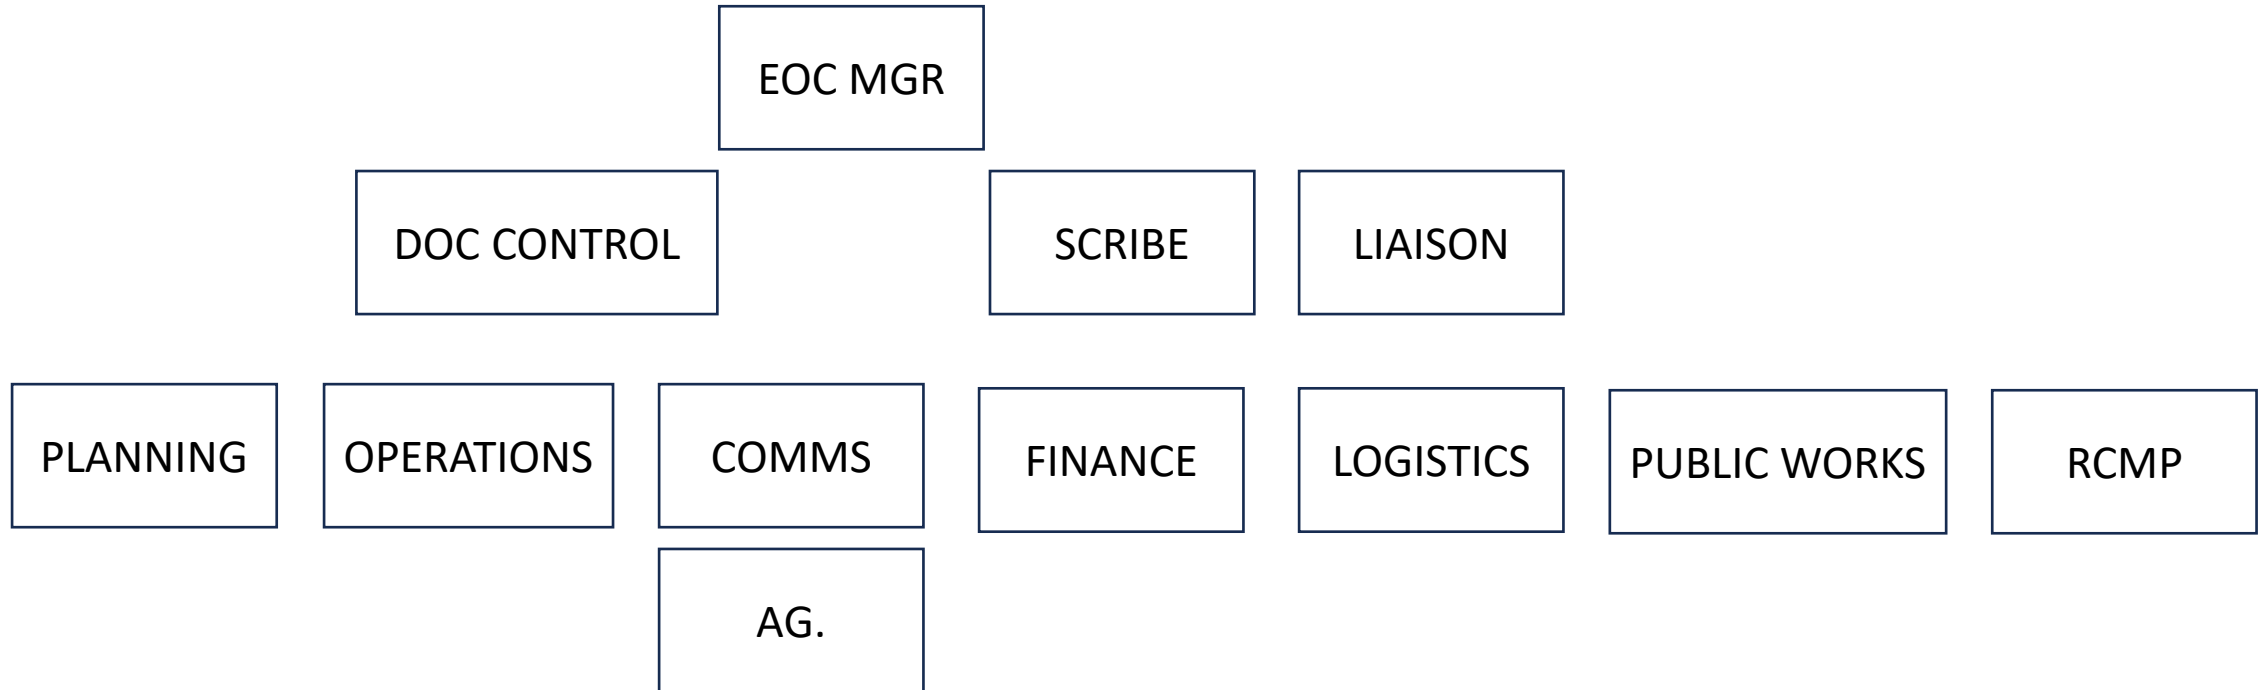 EOC MGR
DOC CONTROL
SCRIBE
LIAISON
PLANNING
OPERATIONS
COMMS
FINANCE
LOGISTICS
PUBLIC WORKS
RCMP
AG.